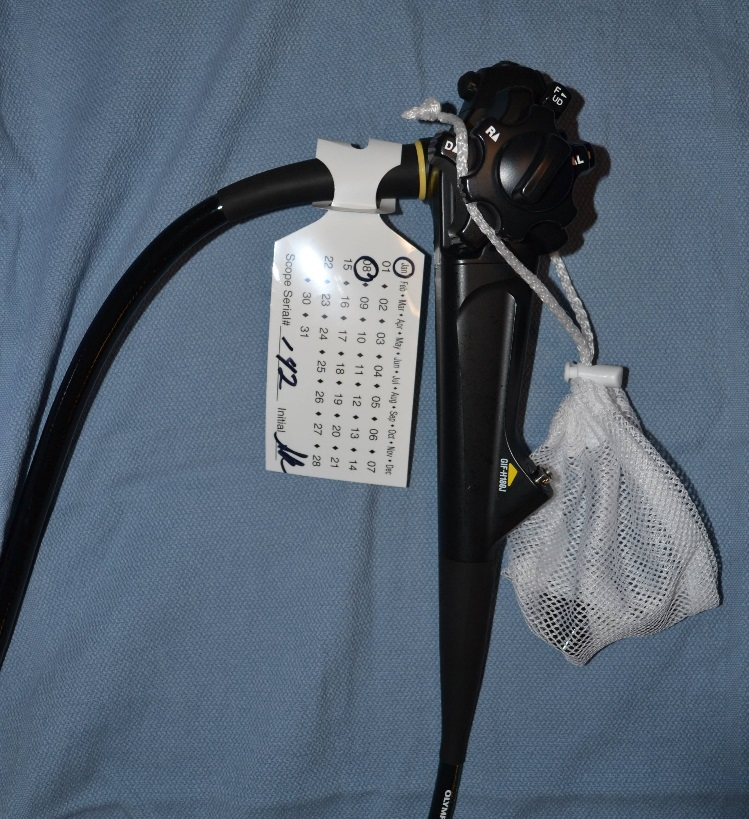 F
UD
R▲
D▲
▲L
Jan • Feb • Mar • Apr • May • Jun • Jul • Aug • Sep • Oct • Nov • Dec
01 • 02 • 03 • 04 • 05 • 06 • 07
08 • 09 • 10 • 11 • 12 • 13 • 14
15 • 16 • 17 • 18 • 19 • 20 • 21
22 • 23 • 24 • 25 • 26 • 27 • 28
• 30 • 31
Scope Serial# 192 Initial
GIF-H190J
OLYMP